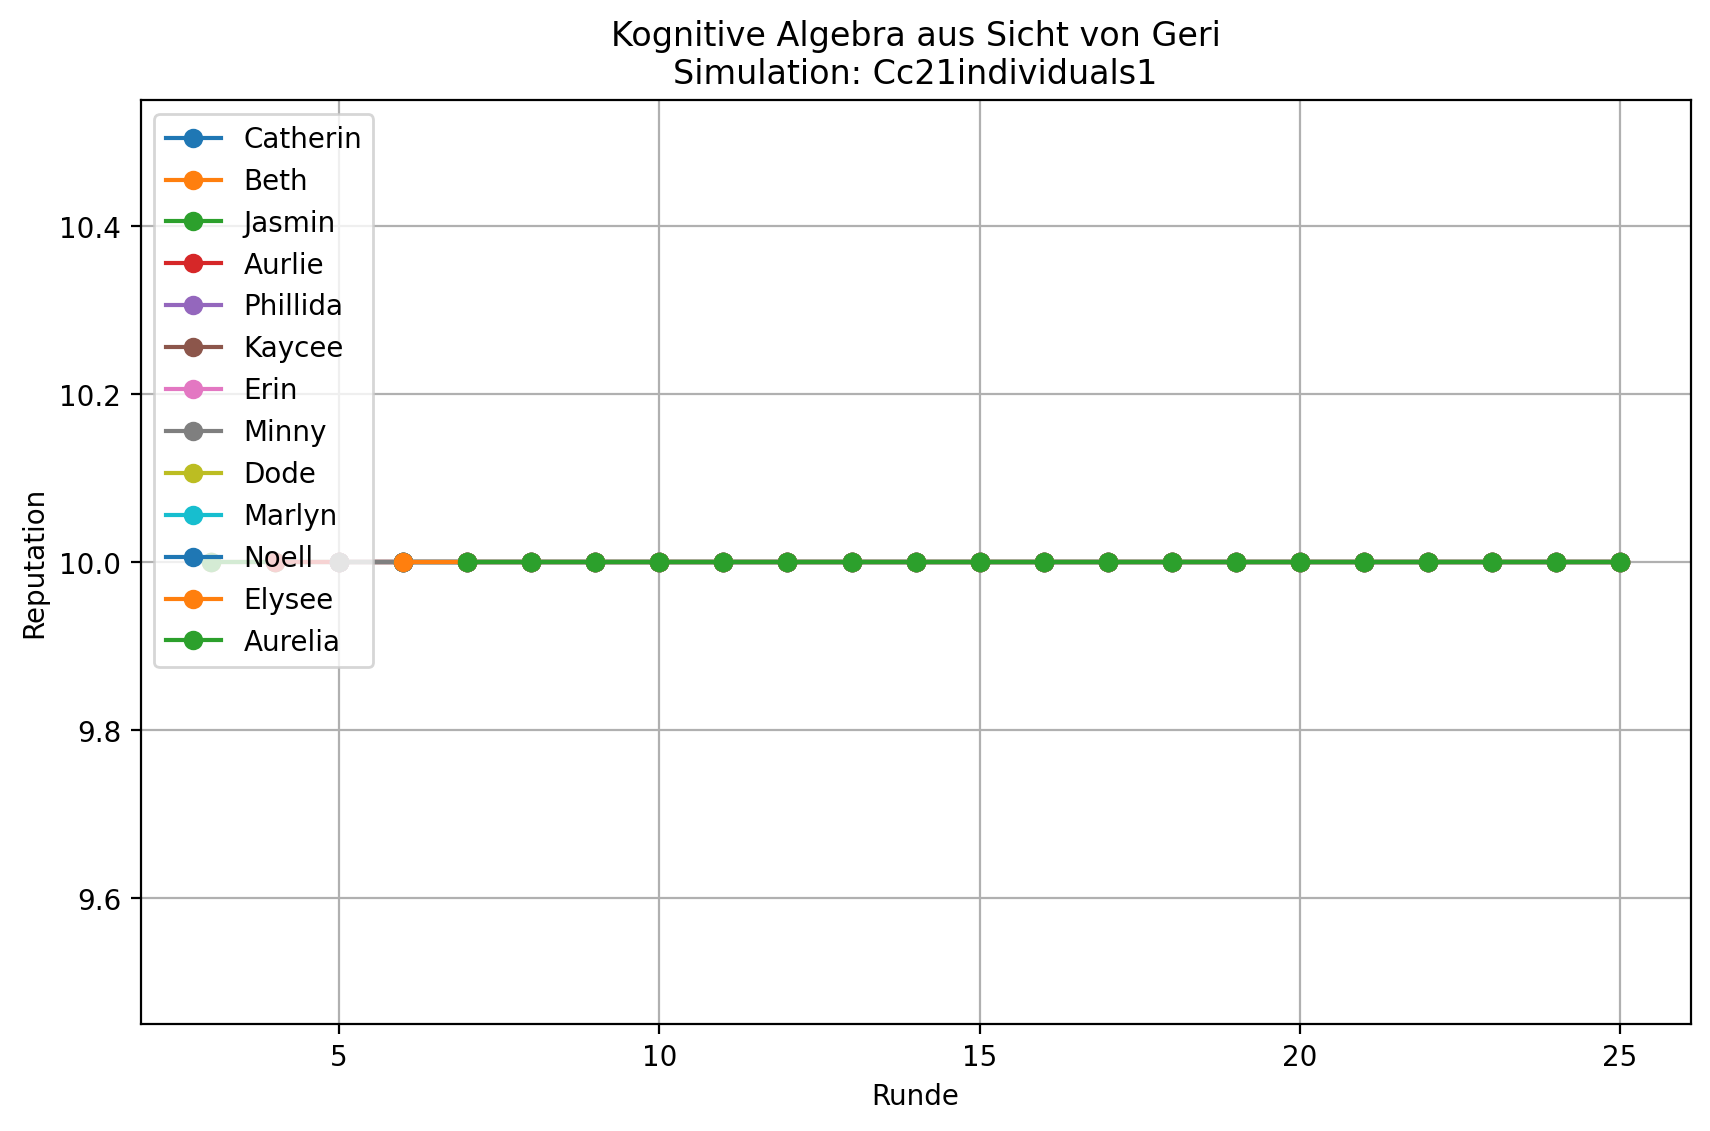 Kognitive Algebra aus Sicht von Geri
Simulation: Cc21individuals1
Catherin
Beth
Jasmin
Aurlie
Phillida
Kaycee
Erin
Minny
Dode
Marlyn
Noell
Elysee
Aurelia
Reputation
10.4
10.2
10.0
9.8
9.6
5 10 15 20 25
Runde